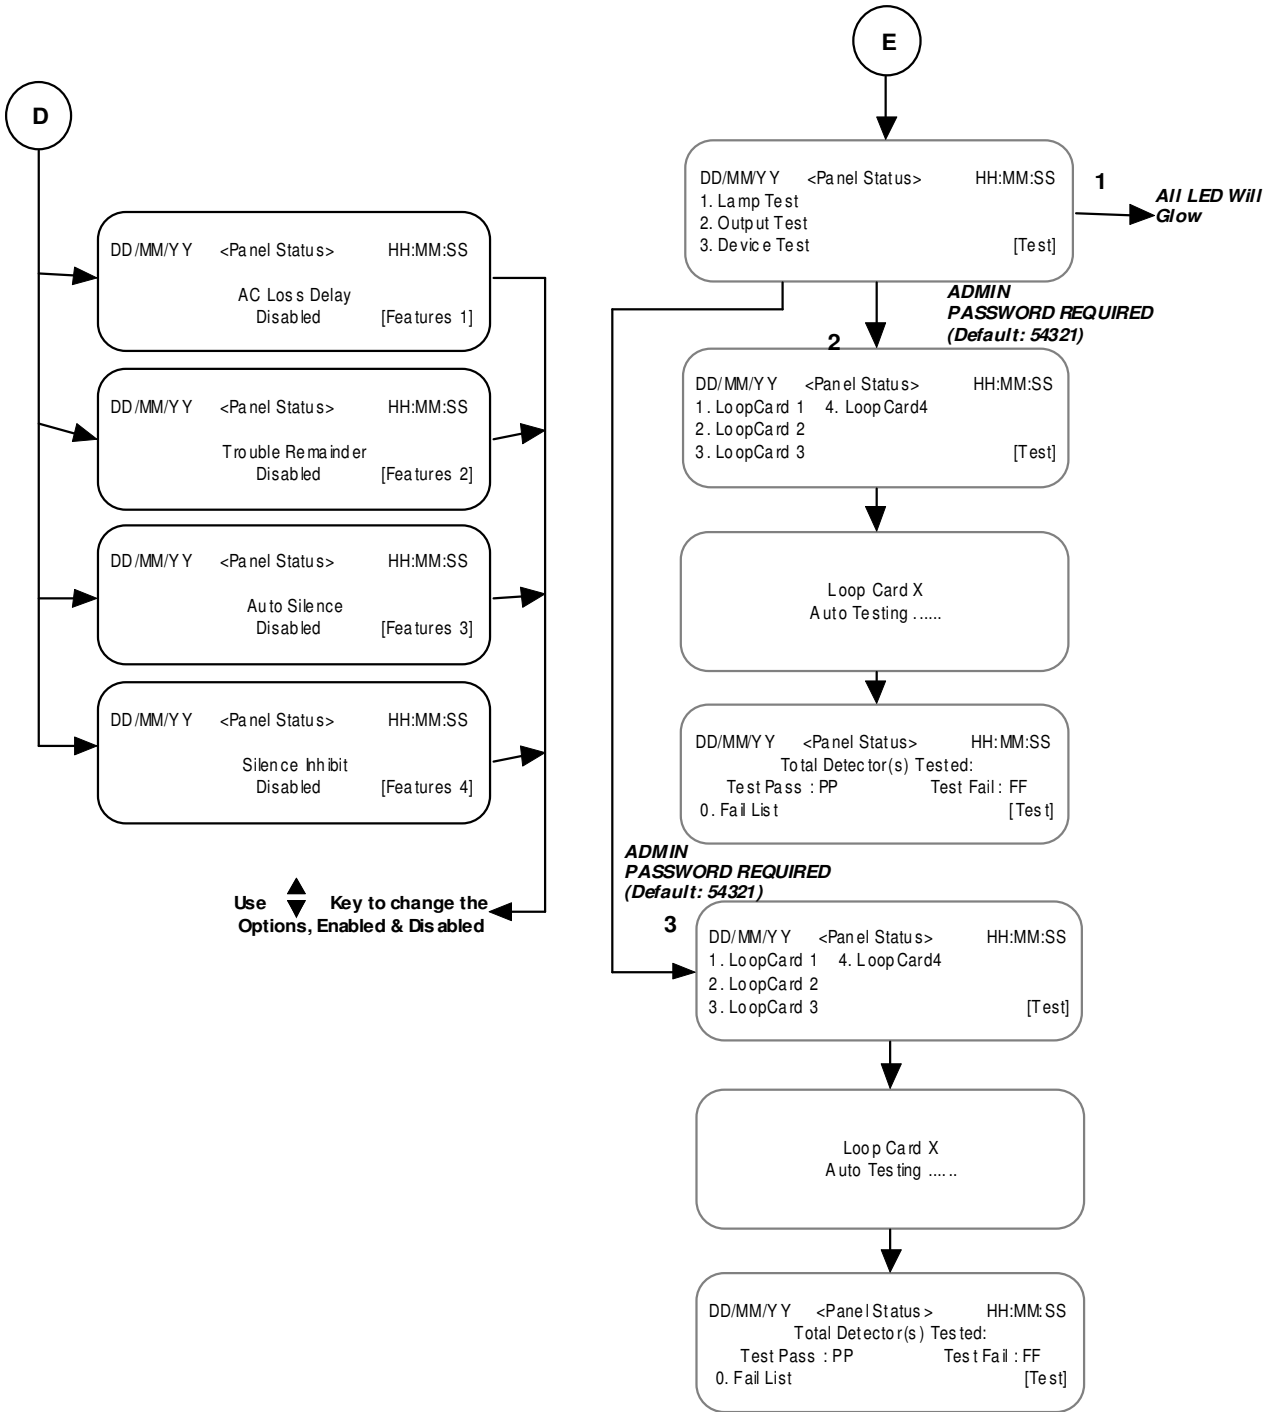 D
DD/MM/YY <Panel Status> HH:MM:SS
AC Loss Delay
Disabled [Features 1]
DD/MM/YY <Panel Status> HH:MM:SS
Trouble Remainder
Disabled [Features 2]
DD/MM/YY <Panel Status> HH:MM:SS
Auto Silence
Disabled [Features 3]
DD/MM/YY <Panel Status> HH:MM:SS
Silence Inhibit
Disabled [Features 4]
Use Key to change the
Options, Enabled & Disabled
E
DD/MM/YY <Panel Status> HH:MM:SS
1. Lamp Test
2. Output Test
3. Device Test [Test]
1
All LED Will
Glow
ADMIN
PASSWORD REQUIRED
(Default: 54321)
2
DD/MM/YY <Panel Status> HH:MM:SS
1. LoopCard 1 4. LoopCard4
2. LoopCard 2
3. LoopCard 3 [Test]
Loop Card X
Auto Testing ......
DD/MM/YY <Panel Status> HH:MM:SS
Total Detector(s) Tested:
Test Pass : PP Test Fail : FF
0. Fail List [Test]
ADMIN
PASSWORD REQUIRED
(Default: 54321)
3
DD/MM/YY <Panel Status> HH:MM:SS
1. LoopCard 1 4. LoopCard4
2. LoopCard 2
3. LoopCard 3 [Test]
Loop Card X
Auto Testing .....
DD/MM/YY <Panel Status> HH:MM:SS
Total Detector(s) Tested:
Test Pass : PP Test Fail : FF
0. Fail List [Test]